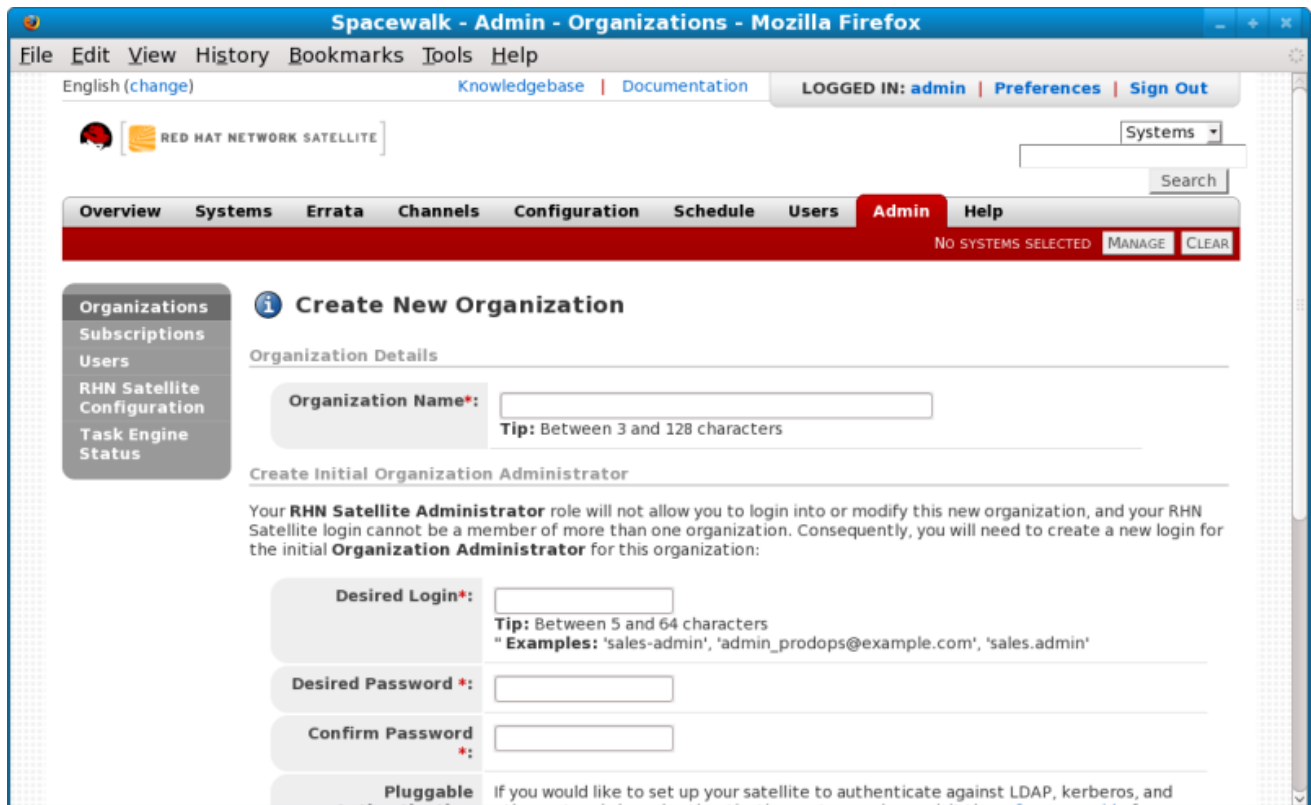 Spacewalk - Admin - Organizations - Mozilla Firefox
File Edit View History Bookmarks Tools Help
English (change) Knowledgebase | Documentation LOGGED IN: admin | Preferences | Sign Out
RED HAT NETWORK SATELLITE
Systems
Search
Overview Systems Errata Channels Configuration Schedule Users Admin Help
NO SYSTEMS SELECTED MANAGE CLEAR
Organizations
Subscriptions
Users
RHN Satellite
Configuration
Task Engine
Status
Create New Organization
Organization Details
Organization Name*:
Tip: Between 3 and 128 characters
Create Initial Organization Administrator
Your RHN Satellite Administrator role will not allow you to login into or modify this new organization, and your RHN
Satellite login cannot be a member of more than one organization. Consequently, you will need to create a new login for
the initial Organization Administrator for this organization:
Desired Login*:
Tip: Between 5 and 64 characters
" Examples: 'sales-admin', 'admin_prodops@example.com', 'sales.admin'
Desired Password *:
Confirm Password
*:
Pluggable
If you would like to set up your satellite to authenticate against LDAP, kerberos, and